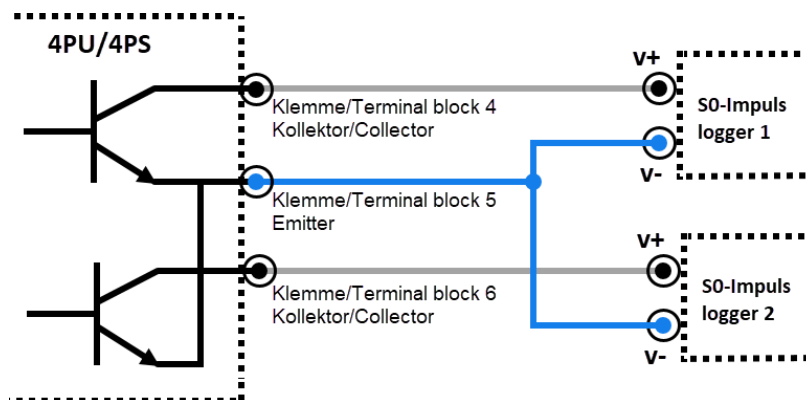 4PU/4PS
Klemme/Terminal block 4
Kollektor/Collector
Klemme/Terminal block 5
Emitter
Klemme/Terminal block 6
Kollektor/Collector
V+
S0-Impuls
logger 1
V-
V+
S0-Impuls
logger 2
V-